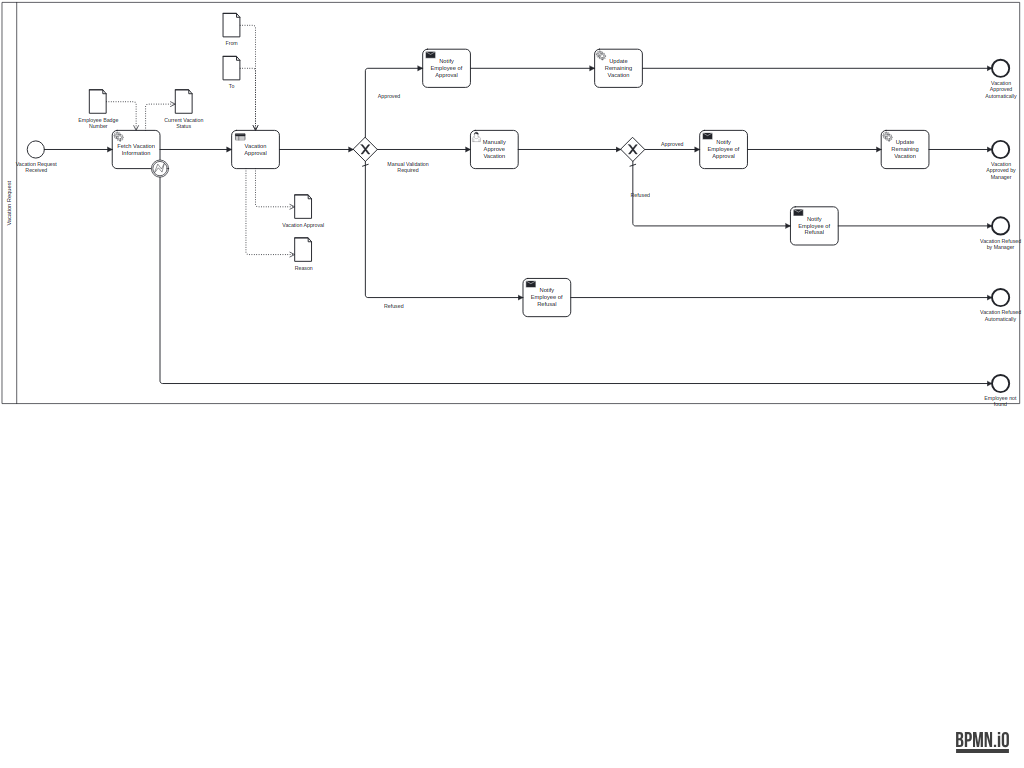 From
To
Employee Badge
Number
Current Vacation
Status
Vacation Request
Vacation Request
Received
Fetch Vacation
Information
Vacation
Approval
Vacation Approval
Reason
Approved
Manual Validation
Required
Refused
Notify
Employee of
Approval
Update
Remaining
Vacation
Vacation
Approved
Automatically
Manually
Approve
Vacation
Approved
Refused
Notify
Employee of
Approval
Update
Remaining
Vacation
Vacation
Approved by
Manager
Notify
Employee of
Refusal
Vacation Refused
by Manager
Notify
Employee of
Refusal
Vacation Refused
Automatically
Employee not
found
BPMN.iO